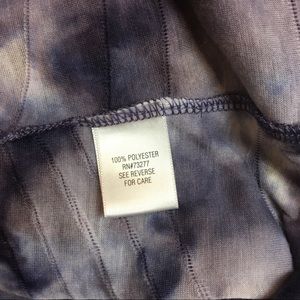 100% POLYESTER
RN#73277
SEE REVERSE
FOR CARE